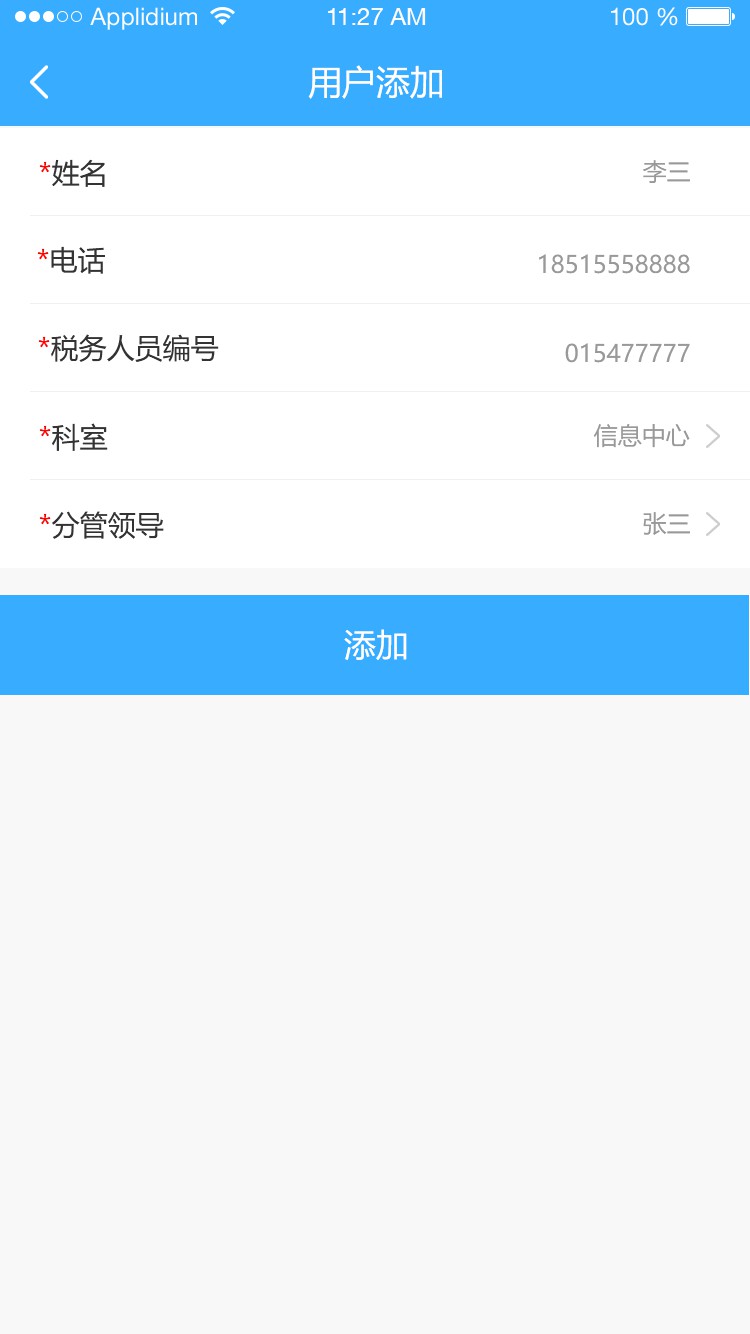 Applidium 11:27 AM 100 %
用户添加
*姓名 李三
*电话 18515558888
*税务人员编号 015477777
*科室 信息中心
*分管领导 张三
添加